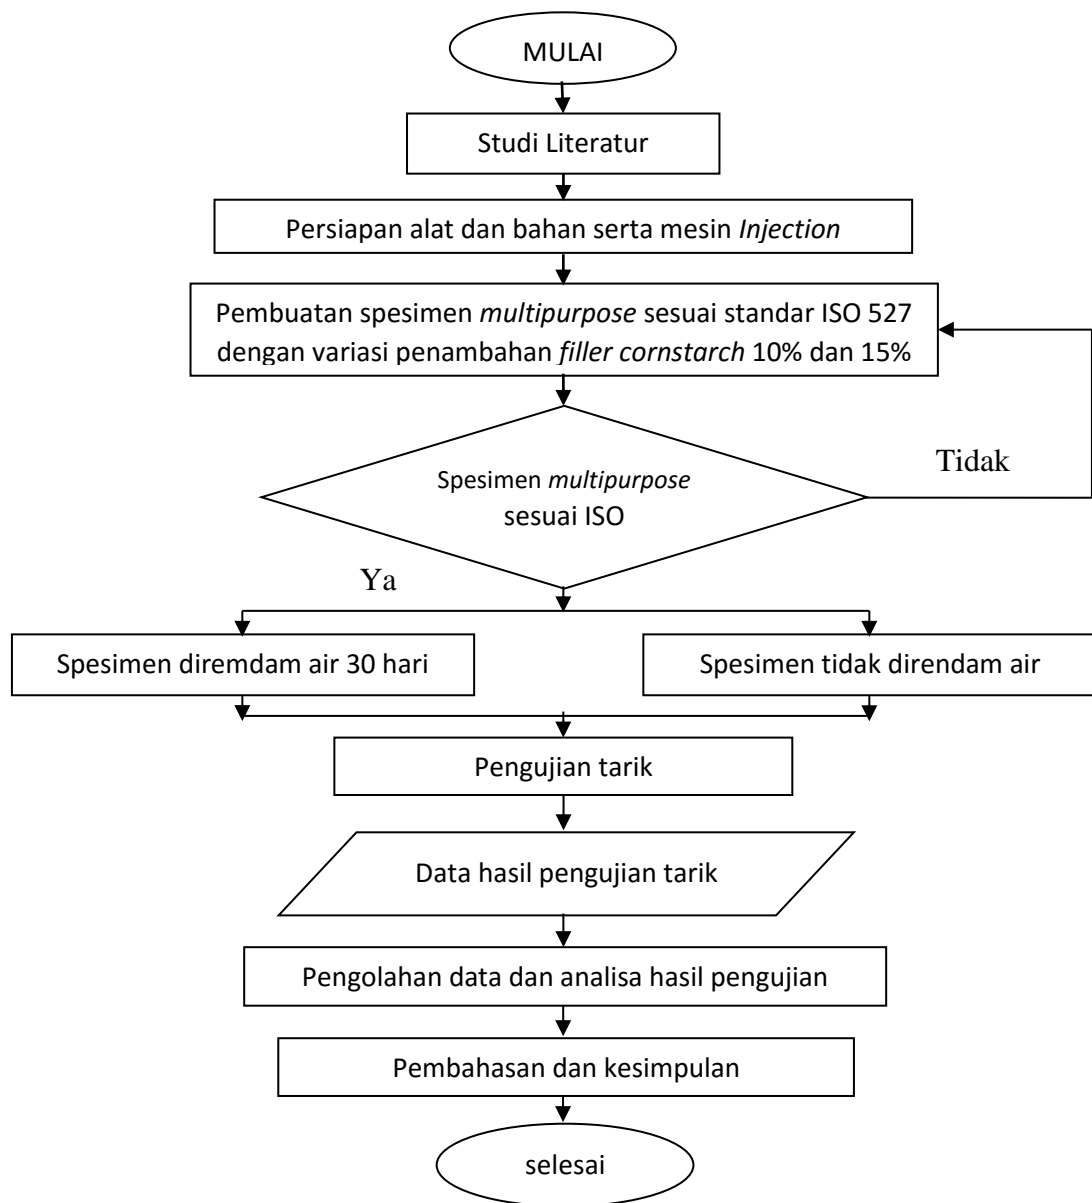 MULAI
Studi Literatur
Persiapan alat dan bahan serta mesin Injection
Pembuatan spesimen multipurpose sesuai standar ISO 527
dengan variasi penambahan filler cornstarch 10% dan 15%
Spesimen multipurpose
sesuai ISO
Tidak
Ya
Spesimen diremdam air 30 hari
Spesimen tidak direndam air
Pengujian tarik
Data hasil pengujian tarik
Pengolahan data dan analisa hasil pengujian
Pembahasan dan kesimpulan
selesai